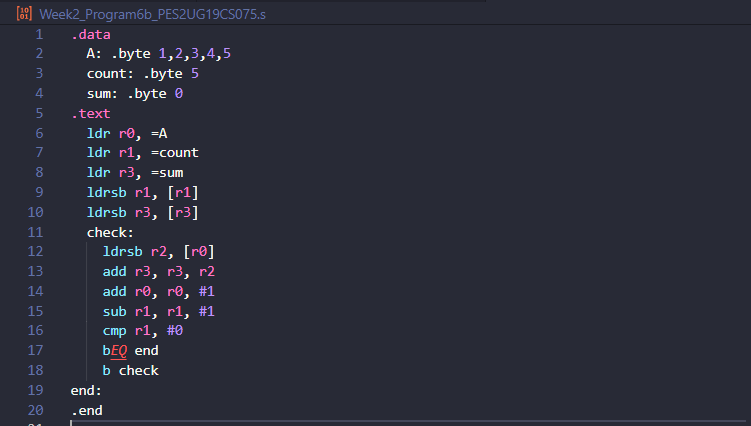 Week2_Program6b_PES2UG19CS075.s
1 .data
2 A: .byte 1,2,3,4,5
3 count: .byte 5
4 sum: .byte 0
5 .text
6 ldr r0, =A
7 ldr r1, =count
8 ldr r3, =sum
9 ldrsb r1, [r1]
10 ldrsb r3, [r3]
11 check:
12 ldrsb r2, [r0]
13 add r3, r3, r2
14 add r0, r0, #1
15 sub r1, r1, #1
16 cmp r1, #0
17 bEQ end
18 b check
19 end:
20 .end
21